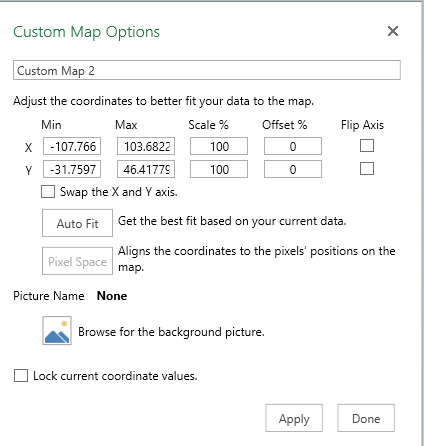 Custom Map Options
Custom Map 2
Adjust the coordinates to better fit your data to the map.
Min Max Scale % Offset % Flip Axis
X -107.766 103.6822 100 0
Y -31.7597 46.41779 100 0
Swap the X and Y axis.
Auto Fit Get the best fit based on your current data.
Pixel Space Aligns the coordinates to the pixels' positions on the
map.
Picture Name None
Browse for the background picture.
Lock current coordinate values.
Apply Done